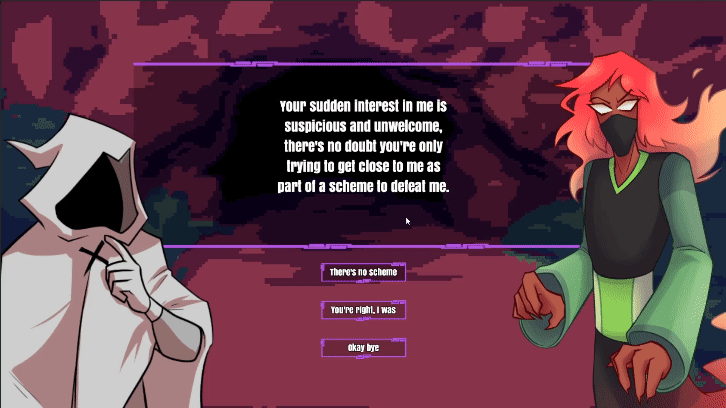 Your sudden interest in me is
suspicious and unwelcome,
there's no doubt you're only
trying to get close to me as
part of a scheme to defeat me.
There's no scheme
You're right, I was
Okay bye